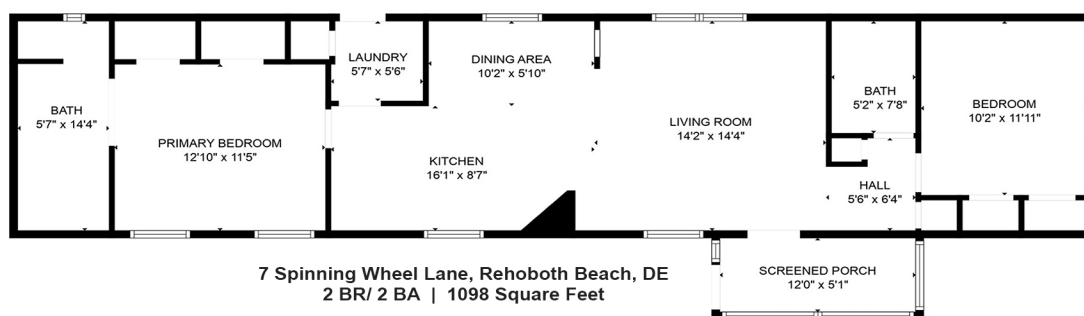 BATH
5'7" x 14'4"
PRIMARY BEDROOM
12'10" x 11'5"
LAUNDRY
5'7" x 5'6"
DINING AREA
10'2" x 5'10"
KITCHEN
16'1" x 8'7"
LIVING ROOM
14'2" x 14'4"
BATH
5'2" x 7'8"
HALL
5'6" x 6'4"
BEDROOM
10'2" x 11'11"
SCREENED PORCH
12'0" x 5'1"
7 Spinning Wheel Lane, Rehoboth Beach, DE
2 BR/ 2 BA | 1098 Square Feet